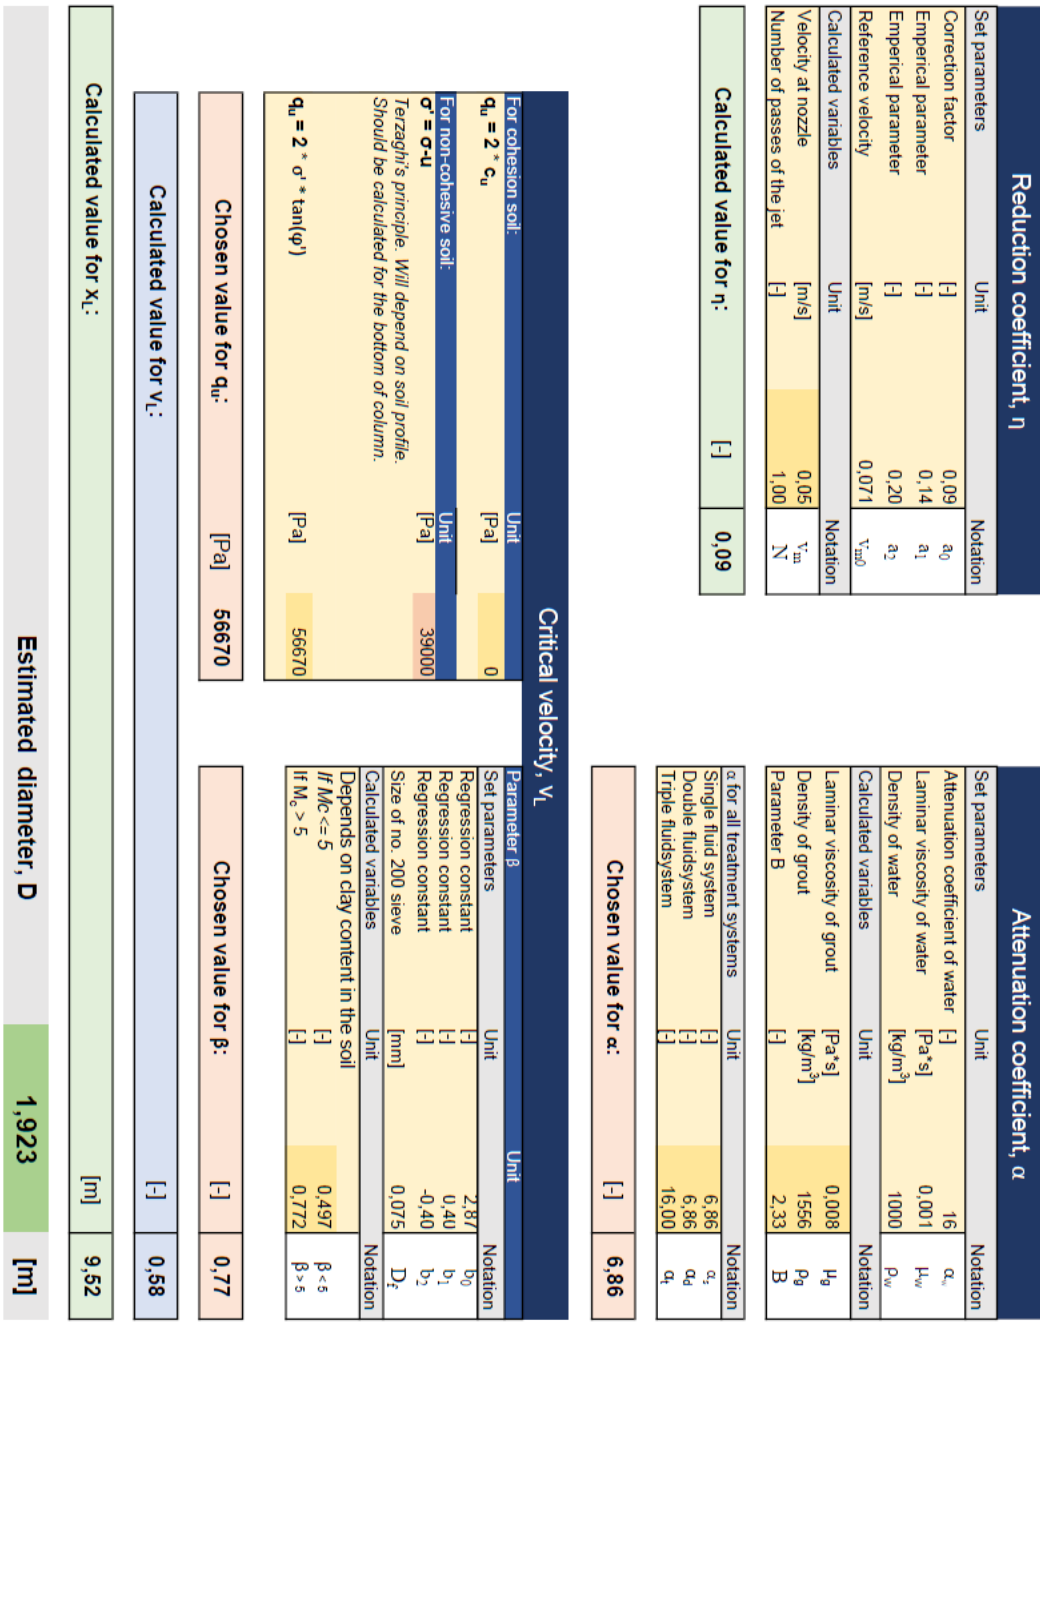 Reduction coefficient, η
Set parameters Unit Notation
Correction factor [-] 0,09 a0
Emperical parameter [-] 0,14 a1
Emperical parameter [-] 0,20 a2
Reference velocity [m/s] 0,071 vm0
Calculated variables Unit Notation
Velocity at nozzle [m/s] 0,05 vm
Number of passes of the jet [-] 1,00 N
Calculated value for η: [-] 0,09
Attenuation coefficient, α
Set parameters Unit Notation
Attenuation coefficient of water [-] 16 αw
Laminar viscosity of water [Pa*s] 0,001 μw
Density of water [kg/m³] 1000 ρw
Calculated variables Unit Notation
Laminar viscosity of grout [Pa*s] 0,008 μg
Density of grout [kg/m³] 1556 ρg
Parameter B [-] 2,33 B
α for all treatment systems Unit Notation
Single fluid system [-] 6,86 αs
Double fluidsystem [-] 6,86 αd
Triple fluidsystem [-] 16,00 αt
Chosen value for α: [-] 6,86
Critical velocity, vL
For cohesion soil: Unit
qu = 2 * cu [Pa] 0
For non-cohesive soil: Unit
σ' = σ-u [Pa] 39000
Terzaghi's principle. Will depend on soil profile.
Should be calculated for the bottom of column.
qu = 2 * σ' * tan(φ') [Pa] 56670
Chosen value for qu: [Pa] 56670
Parameter β Unit
Set parameters Unit Notation
Regression constant [-] 2,87 b0
Regression constant [-] 0,40 b1
Regression constant [-] -0,40 b2
Size of no. 200 sieve [mm] 0,075 Df
Calculated variables Unit Notation
Depends on clay content in the soil
If Mc <= 5 [-] 0,497 β < 5
If Mc > 5 [-] 0,772 β > 5
Chosen value for β: [-] 0,77
Calculated value for vL: [-] 0,58
Calculated value for xL: [m] 9,52
Estimated diameter, D 1,923 [m]